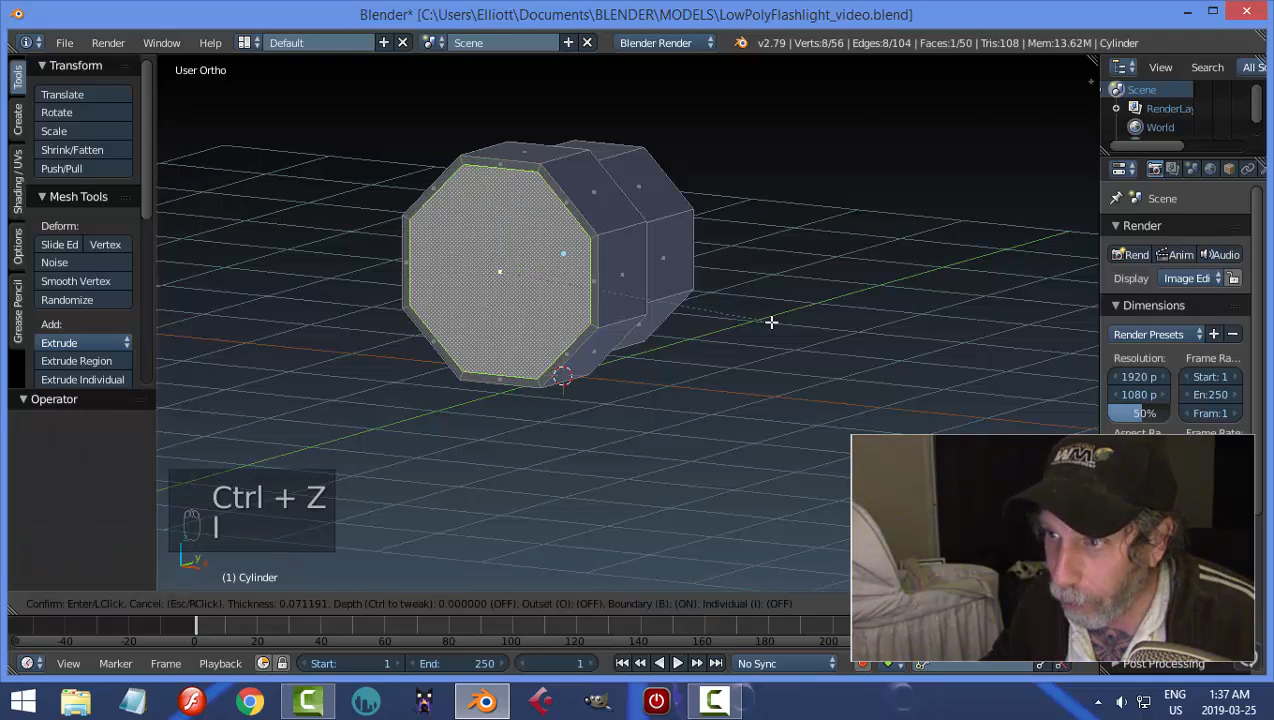 Blender* [C:\Users\Elliott\Documents\BLENDER\MODELS\LowPolyFlashlight_video.blend]
File Render Window Help Default Scene Blender Render v2.79 | Verts:8/56 | Edges:8/104 | Faces:1/50 | Tris:108 | Mem:13.62M | Cylinder
Tools
Create
Shading / UVs
Options
Grease Pencil
Transform
Translate
Rotate
Scale
Shrink/Fatten
Push/Pull
Mesh Tools
Deform:
Slide Ed Vertex
Noise
Smooth Vertex
Randomize
Add:
Extrude
Extrude Region
Extrude Individual
Operator
User Ortho
Ctrl + Z
I
(1) Cylinder
Confirm: Enter/LClick, Cancel: (Esc/RClick), Thickness: 0.071191, Depth (Ctrl to tweak): 0.000000 (OFF), Outset (O): (OFF), Boundary (B): (ON), Individual (I): (OFF)
-40 -20 0 20 40 60 80 100 120 140 160 180 200
View Marker Frame Playback Start: 1 End: 250 1 No Sync
View Search All Sc
Scene
RenderLay
World
Scene
Render
Rend Anim Audio
Display Image Edi
Dimensions
Render Presets
Resolution: Frame Ra...
1920 p Start: 1
1080 p En:250
50% Fram:1
Aspect Ra Frame Rate
Post Processing
WM
ENG 1:37 AM
US 2019-03-25